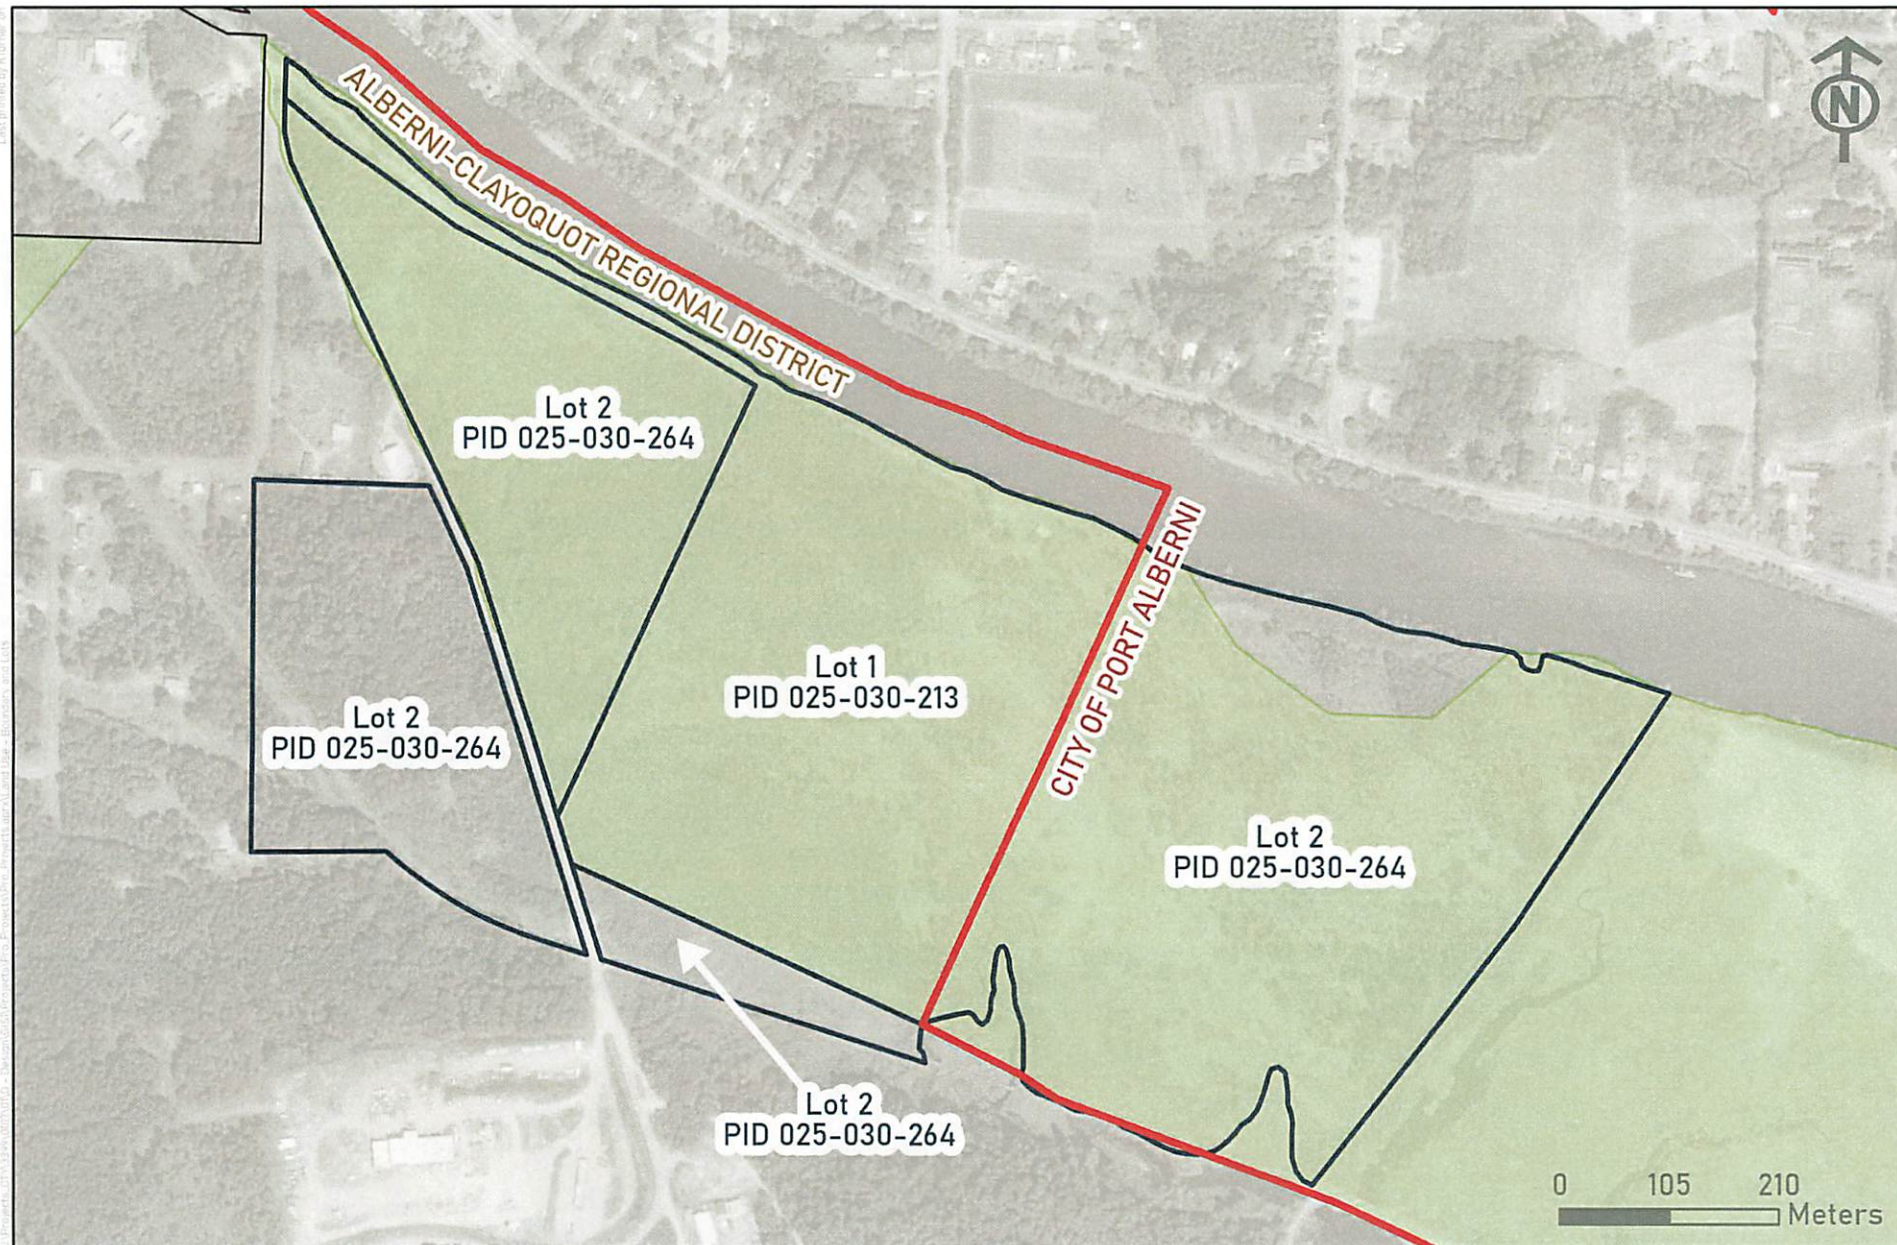 N
ALBERNI-CLAYOQUOT REGIONAL DISTRICT
Lot 2
PID 025-030-264
CITY OF PORT ALBERNI
Lot 1
PID 025-030-213
Lot 2
PID 025-030-264
Lot 2
PID 025-030-264
Lot 2
PID 025-030-264
0 105 210
Meters